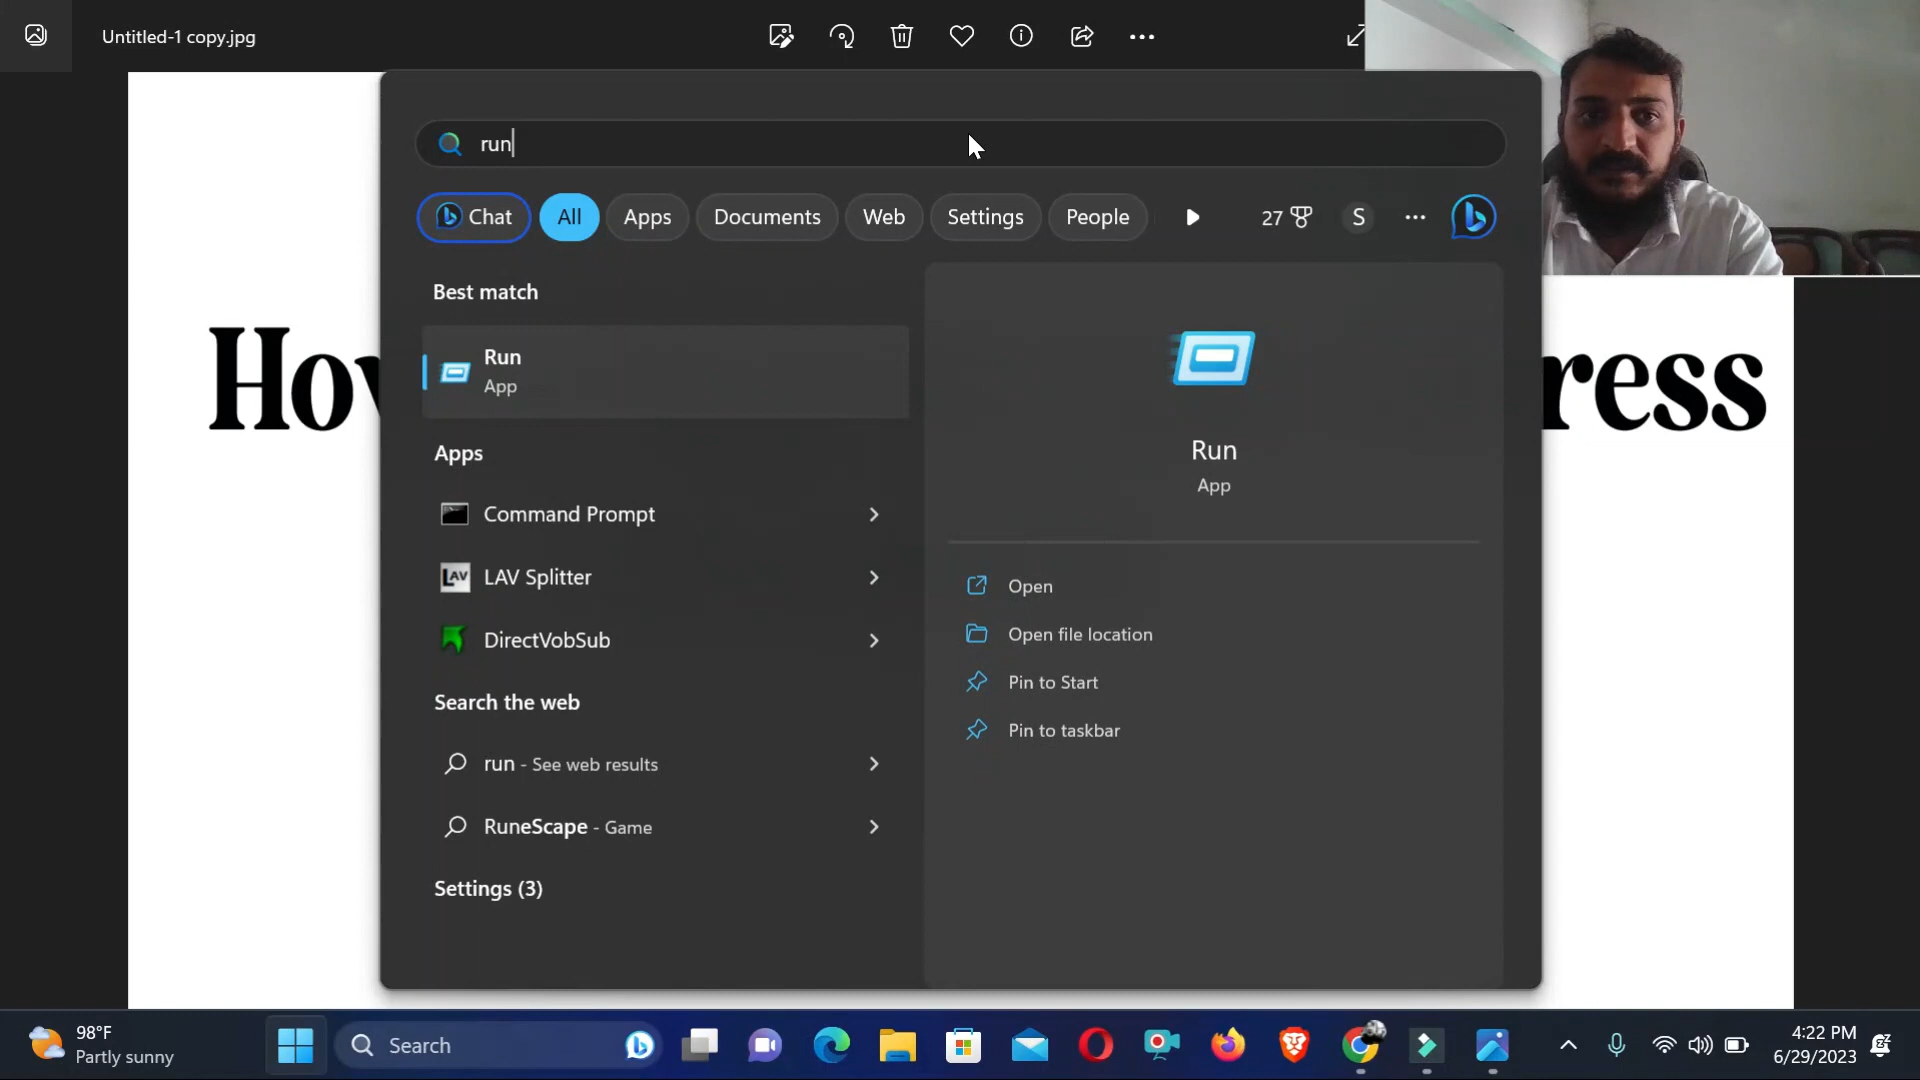 Untitled-1 copy.jpg
run
Chat
All
Apps
Documents
Web
Settings
People
27
S
Best match
Run
App
Apps
Command Prompt
LAV
LAV Splitter
DirectVobSub
Search the web
run - See web results
RuneScape - Game
Settings (3)
Run
App
Open
Open file location
Pin to Start
Pin to taskbar
ress
98°F
Partly sunny
Search
4:22 PM
6/29/2023